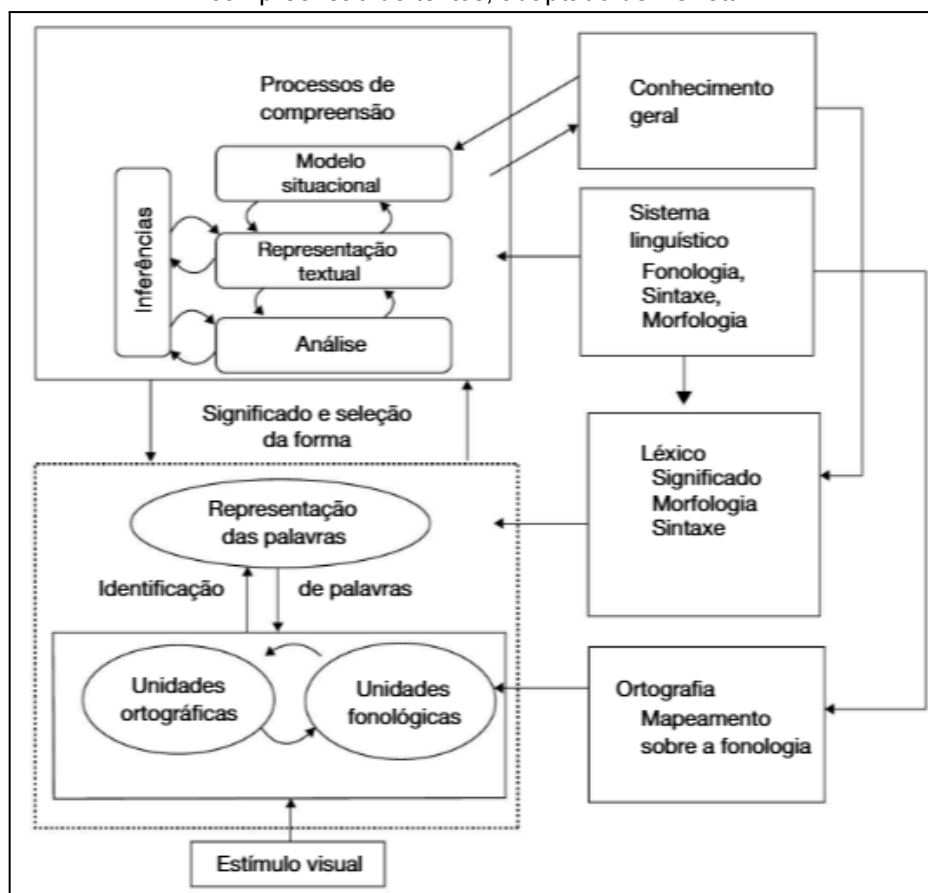 Processos de
compreensão
Modelo
situacional
Inferências
Representação
textual
Análise
Conhecimento
geral
Sistema
linguístico
Fonologia,
Sintaxe,
Morfologia
Significado e seleção
da forma
Léxico
Significado
Morfologia
Sintaxe
Representação
das palavras
Identificação
de palavras
Unidades
ortográficas
Unidades
fonológicas
Ortografia
Mapeamento
sobre a fonologia
Estímulo visual